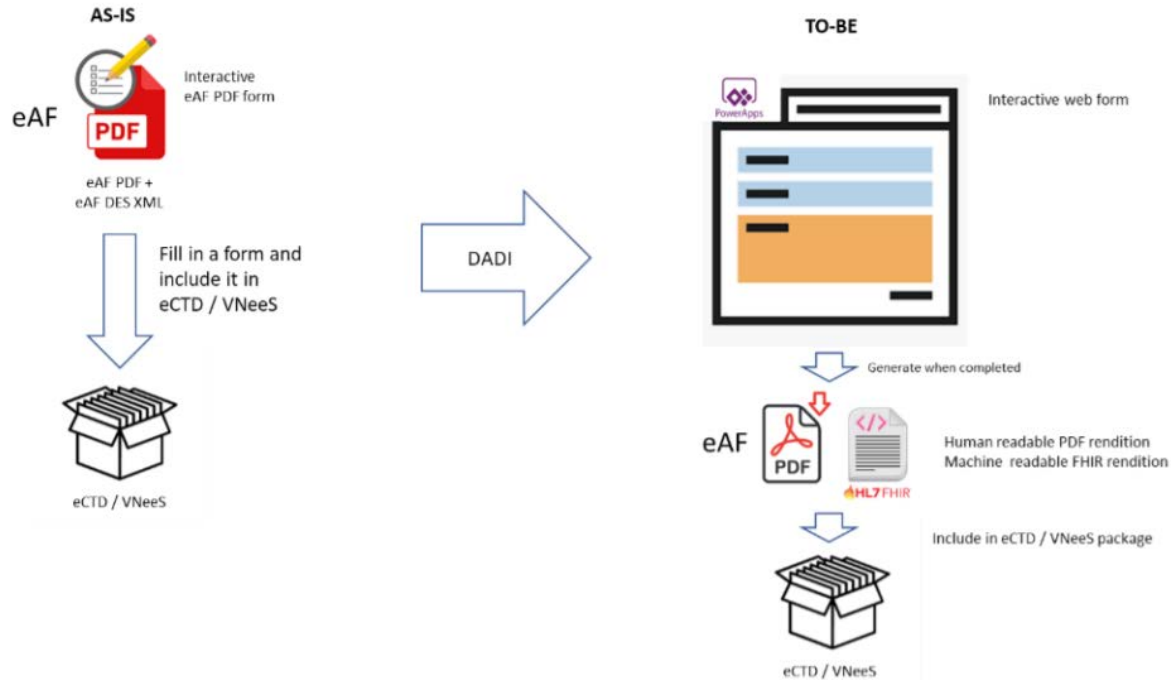 AS-IS
eAF
PDF
Interactive
eAF PDF form
eAF PDF +
eAF DES XML
Fill in a form and
include it in
eCTD / VNeeS
eCTD / VNeeS
DADI
TO-BE
PowerApps
Interactive web form
Generate when completed
eAF
PDF
</>
HL7 FHIR
Human readable PDF rendition
Machine readable FHIR rendition
Include in eCTD / VNeeS package
eCTD / VNeeS